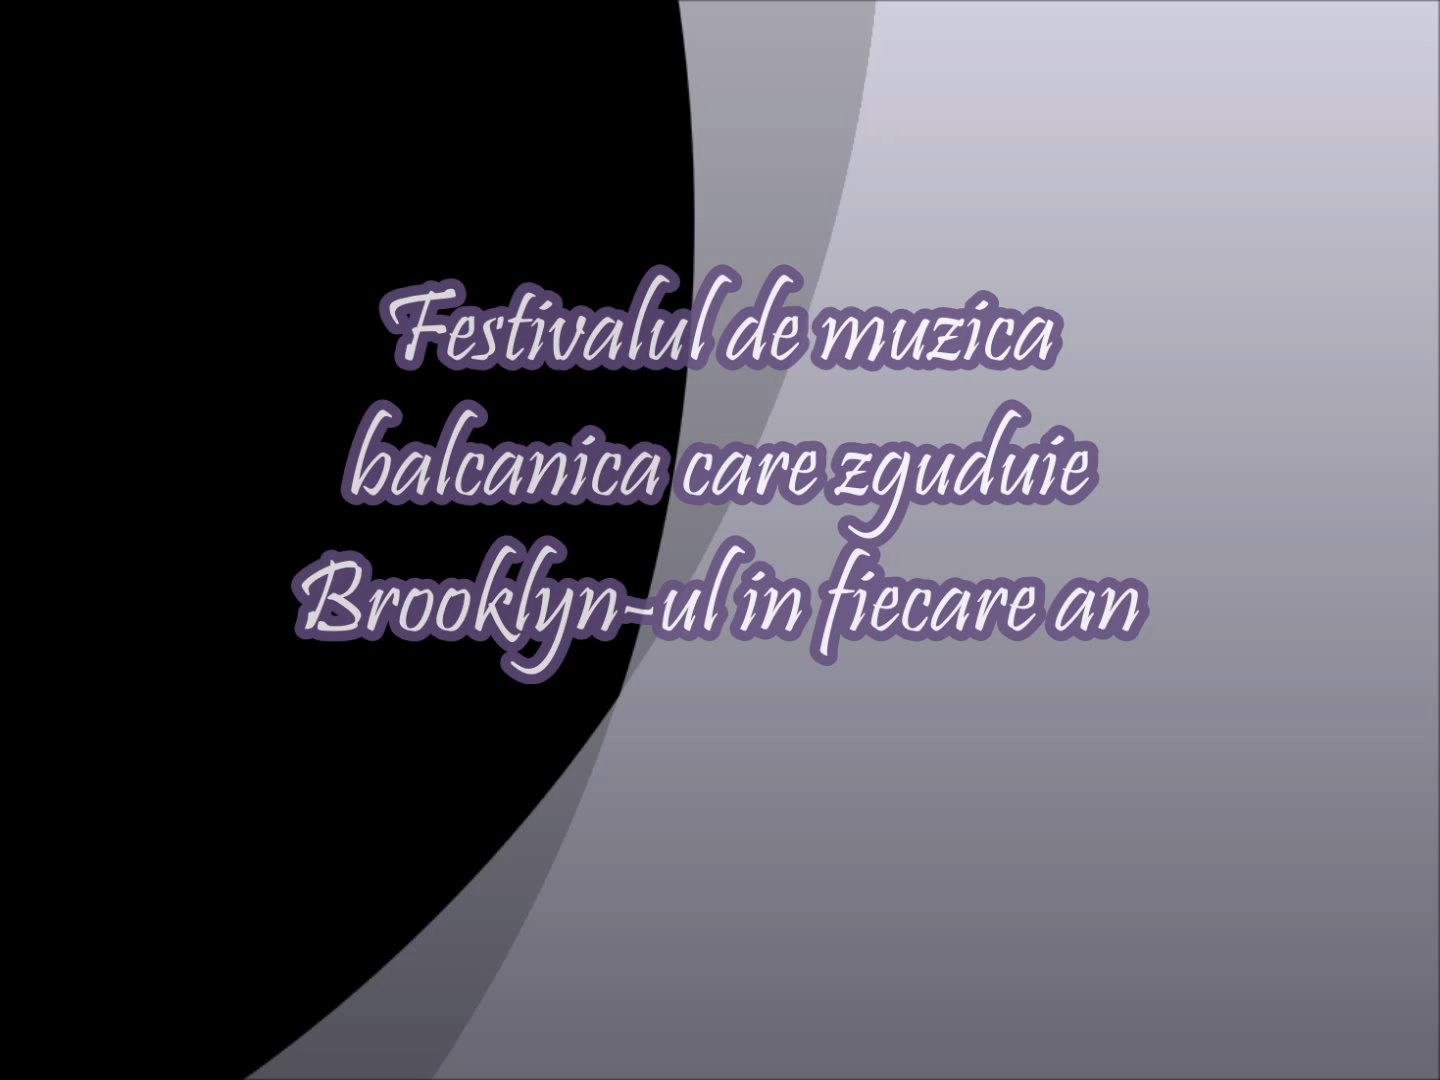 Festivalul de muzica
balcanica care zguduie
Brooklyn-ul in fiecare an